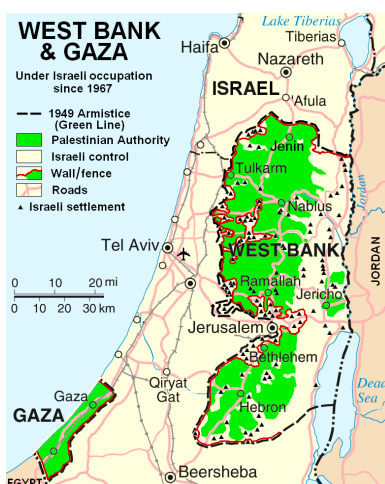 WEST BANK
& GAZA
Under Israeli occupation
since 1967
1949 Armistice
(Green Line)
Palestinian Authority
Israeli control
Wall/fence
Roads
Israeli settlement
Lake Tiberias
Tiberias
Haifa
Nazareth
ISRAEL
'Afula
Jenin
Tulkarm
Nablus
Jordan
Tel Aviv
WEST BANK
JORDAN
0 10 20 mi
0 10 20 30 km
Ramallah
Jericho
Jerusalem
Bethlehem
Qiryat
Gat
Dead
Sea
Gaza
GAZA
Hebron
EGYPT
Beersheba